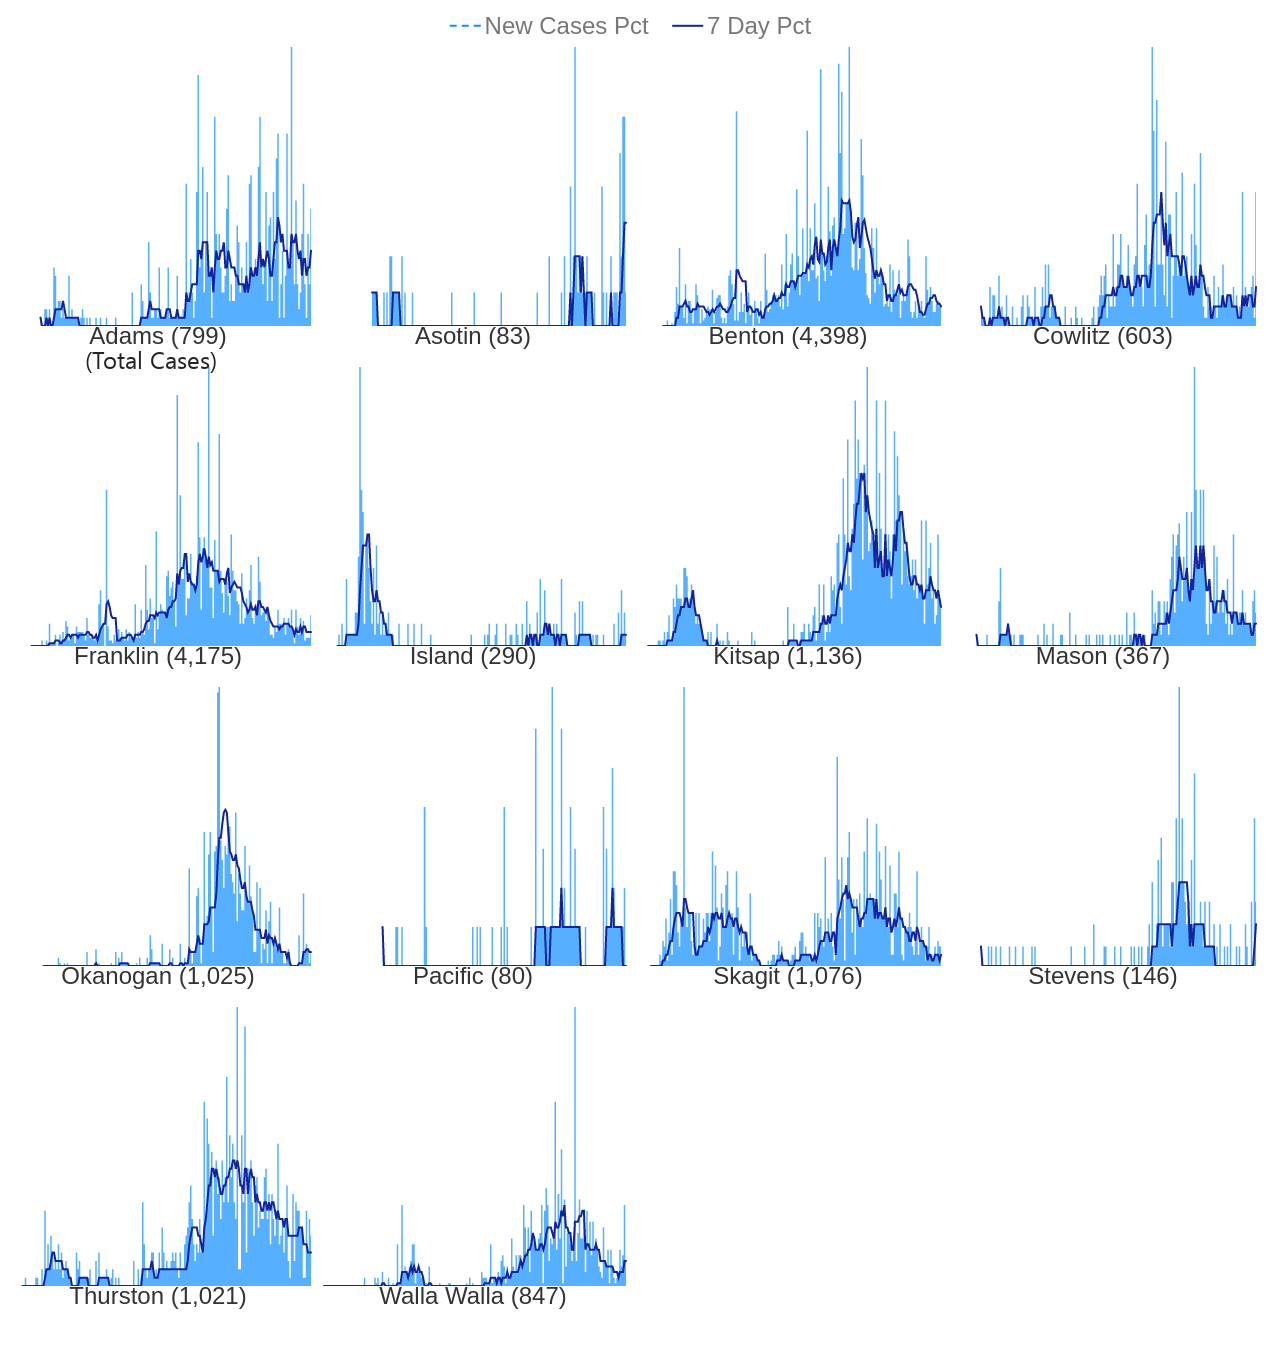 New Cases Pct 7 Day Pct
Adams (799) Asotin (83) Benton (4,398) Cowlitz (603)
(Total Cases)
Franklin (4,175) Island (290) Kitsap (1,136) Mason (367)
Okanogan (1,025) Pacific (80) Skagit (1,076) Stevens (146)
Thurston (1,021) Walla Walla (847)